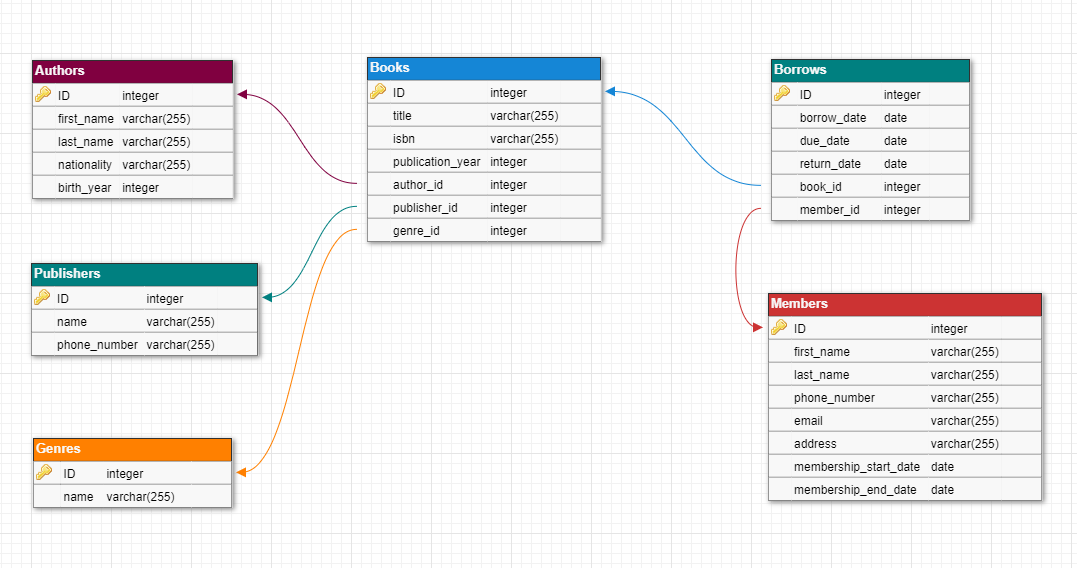 Authors
ID integer
first_name varchar(255)
last_name varchar(255)
nationality varchar(255)
birth_year integer
Publishers
ID integer
name varchar(255)
phone_number varchar(255)
Genres
ID integer
name varchar(255)
Books
ID integer
title varchar(255)
isbn varchar(255)
publication_year integer
author_id integer
publisher_id integer
genre_id integer
Borrows
ID integer
borrow_date date
due_date date
return_date date
book_id integer
member_id integer
Members
ID integer
first_name varchar(255)
last_name varchar(255)
phone_number varchar(255)
email varchar(255)
address varchar(255)
membership_start_date date
membership_end_date date